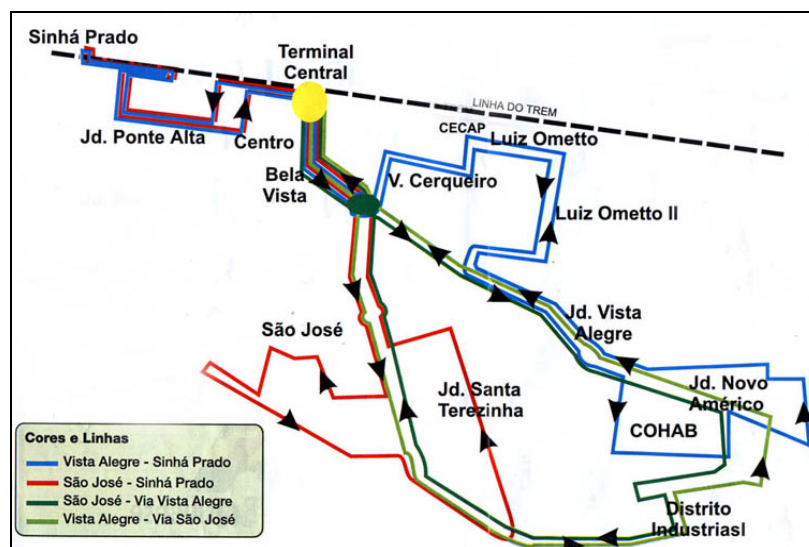 Sinhá Prado
Terminal
Central
LINHA DO TREM
CECAP
Luiz Ometto
Jd. Ponte Alta
Centro
Bela
Vista
V. Cerqueiro
Luiz Ometto II
Jd. Vista
Alegre
São José
Jd. Santa
Terezinha
Jd. Novo
Américo
COHAB
Distrito
Industriasl
Cores e Linhas
Vista Alegre - Sinhá Prado
São José - Sinhá Prado
São José - Via Vista Alegre
Vista Alegre - Via São José